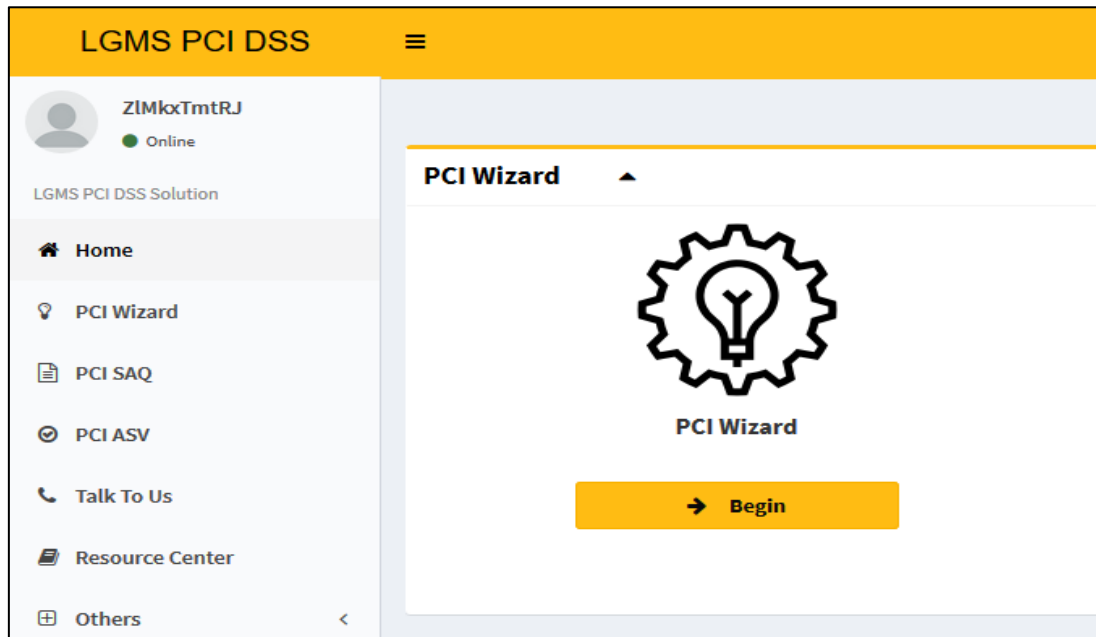 LGMS PCI DSS
ZlMkxTmtRJ
Online
LGMS PCI DSS Solution
Home
PCI Wizard
PCI SAQ
PCI ASV
Talk To Us
Resource Center
Others
PCI Wizard
PCI Wizard
Begin